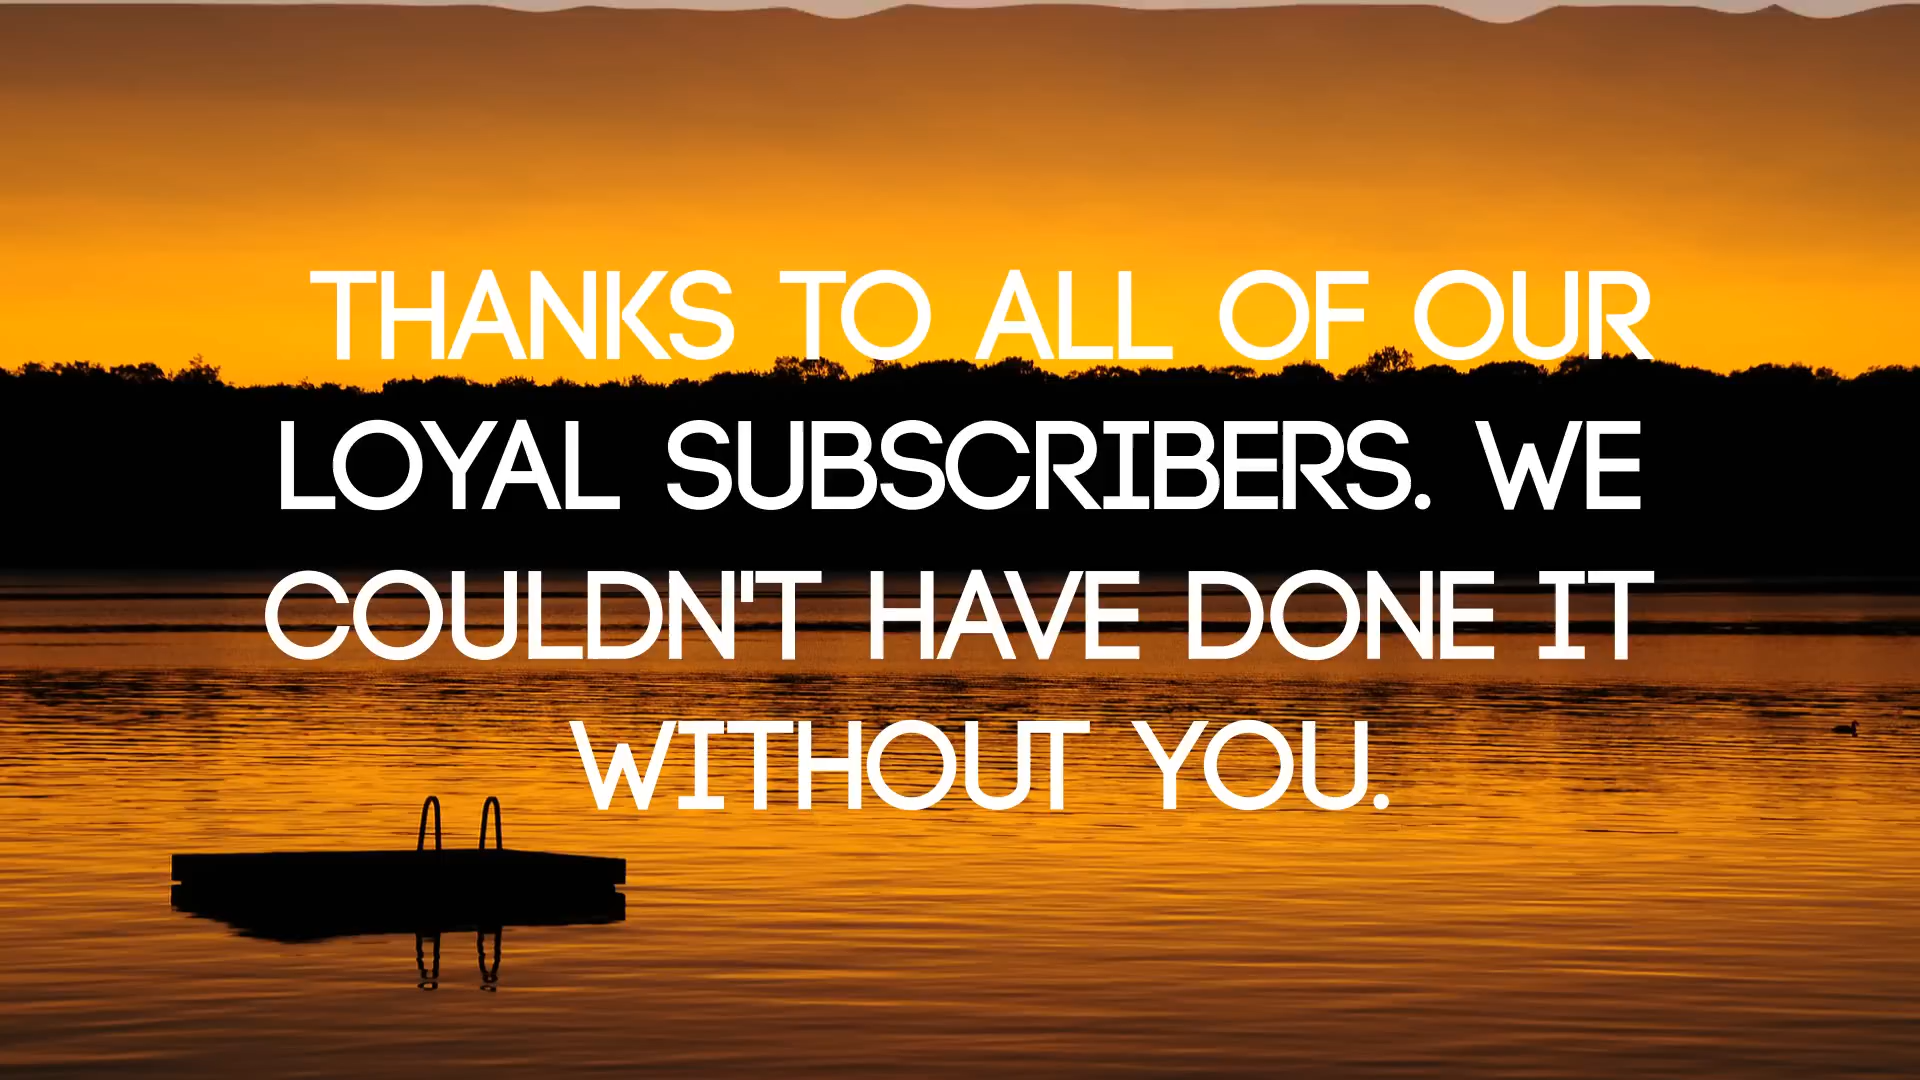 THANKS TO ALL OF OUR
LOYAL SUBSCRIBERS. WE
COULDN'T HAVE DONE IT
WITHOUT YOU.